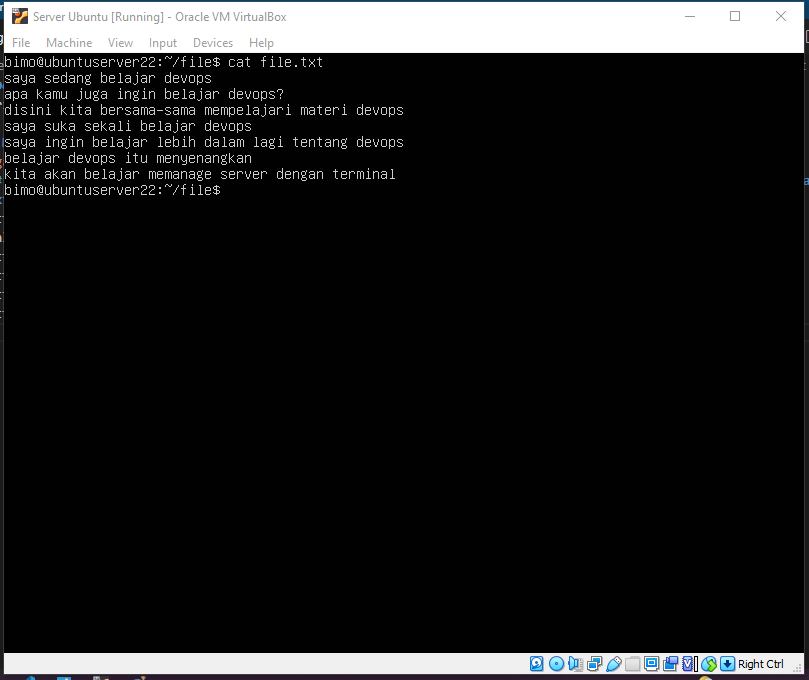 Server Ubuntu [Running] - Oracle VM VirtualBox
File Machine View Input Devices Help
bimo@ubuntuserver22:~/file$ cat file.txt
saya sedang belajar devops
apa kamu juga ingin belajar devops?
disini kita bersama-sama mempelajari materi devops
saya suka sekali belajar devops
saya ingin belajar lebih dalam lagi tentang devops
belajar devops itu menyenangkan
kita akan belajar memanage server dengan terminal
bimo@ubuntuserver22:~/file$
Right Ctrl